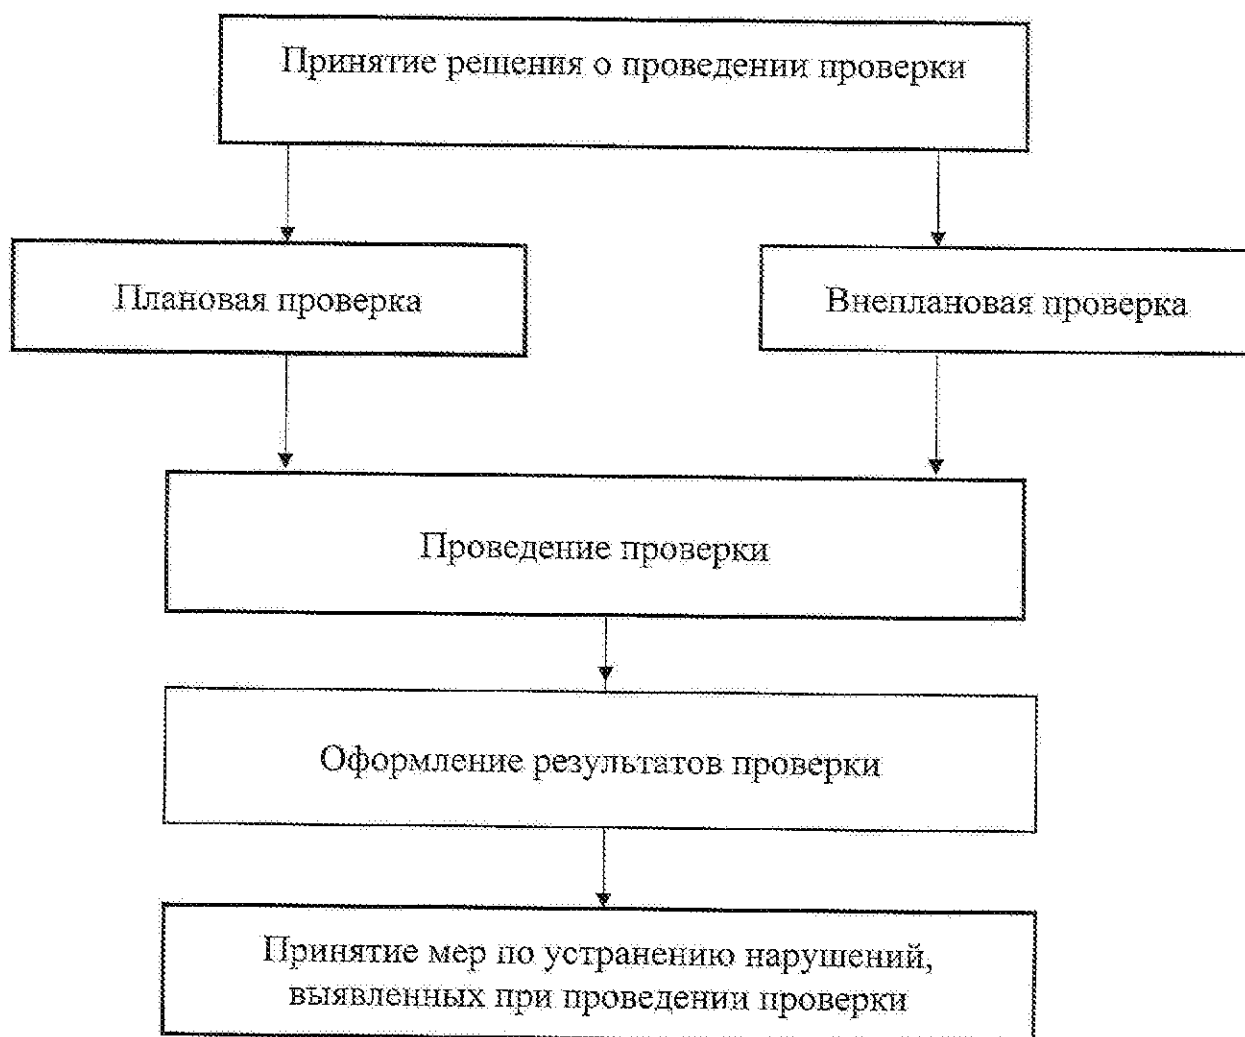 Принятие решения о проведении проверки
Плановая проверка
Внеплановая проверка
Проведение проверки
Оформление результатов проверки
Принятие мер по устранению нарушений,
выявленных при проведении проверки